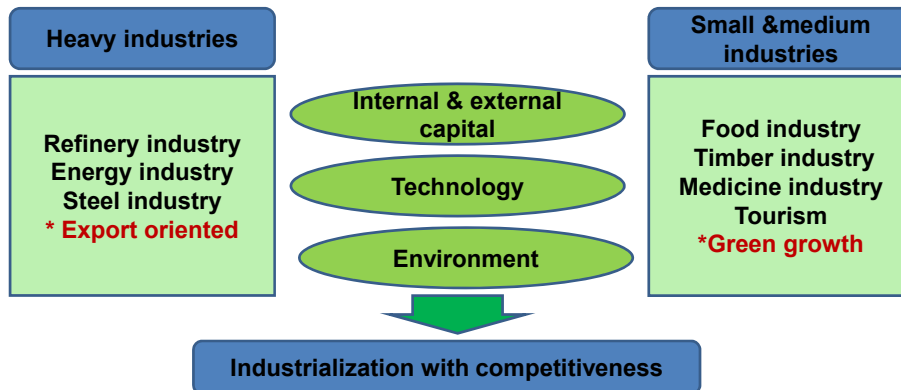 Heavy industries
Refinery industry
Energy industry
Steel industry
* Export oriented
Internal & external
capital
Technology
Environment
Small &medium
industries
Food industry
Timber industry
Medicine industry
Tourism
*Green growth
Industrialization with competitiveness